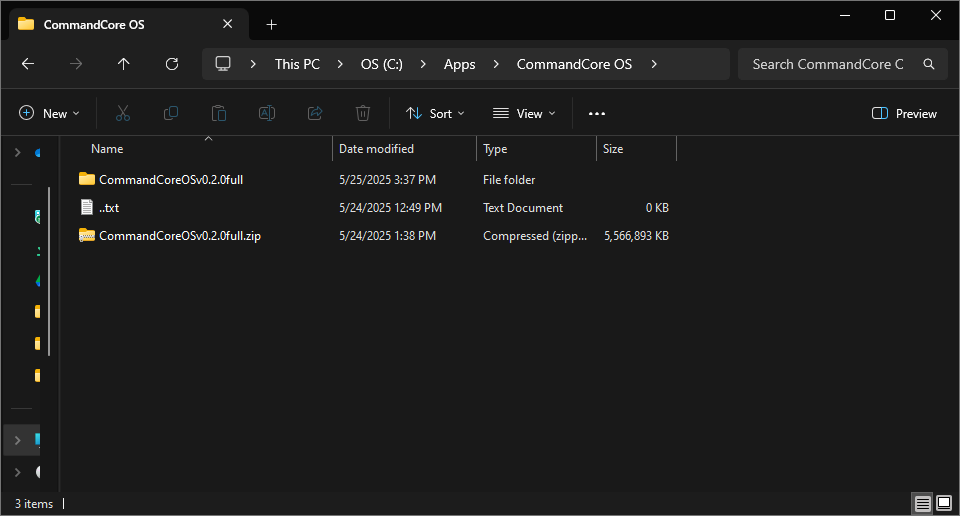 CommandCore OS
This PC > OS (C:) > Apps > CommandCore OS >
Search CommandCore C
New
Sort
View
Preview
Name Date modified Type Size
CommandCoreOSv0.2.0full 5/25/2025 3:37 PM File folder
..txt 5/24/2025 12:49 PM Text Document 0 KB
CommandCoreOSv0.2.0full.zip 5/24/2025 1:38 PM Compressed (zipp... 5,566,893 KB
3 items